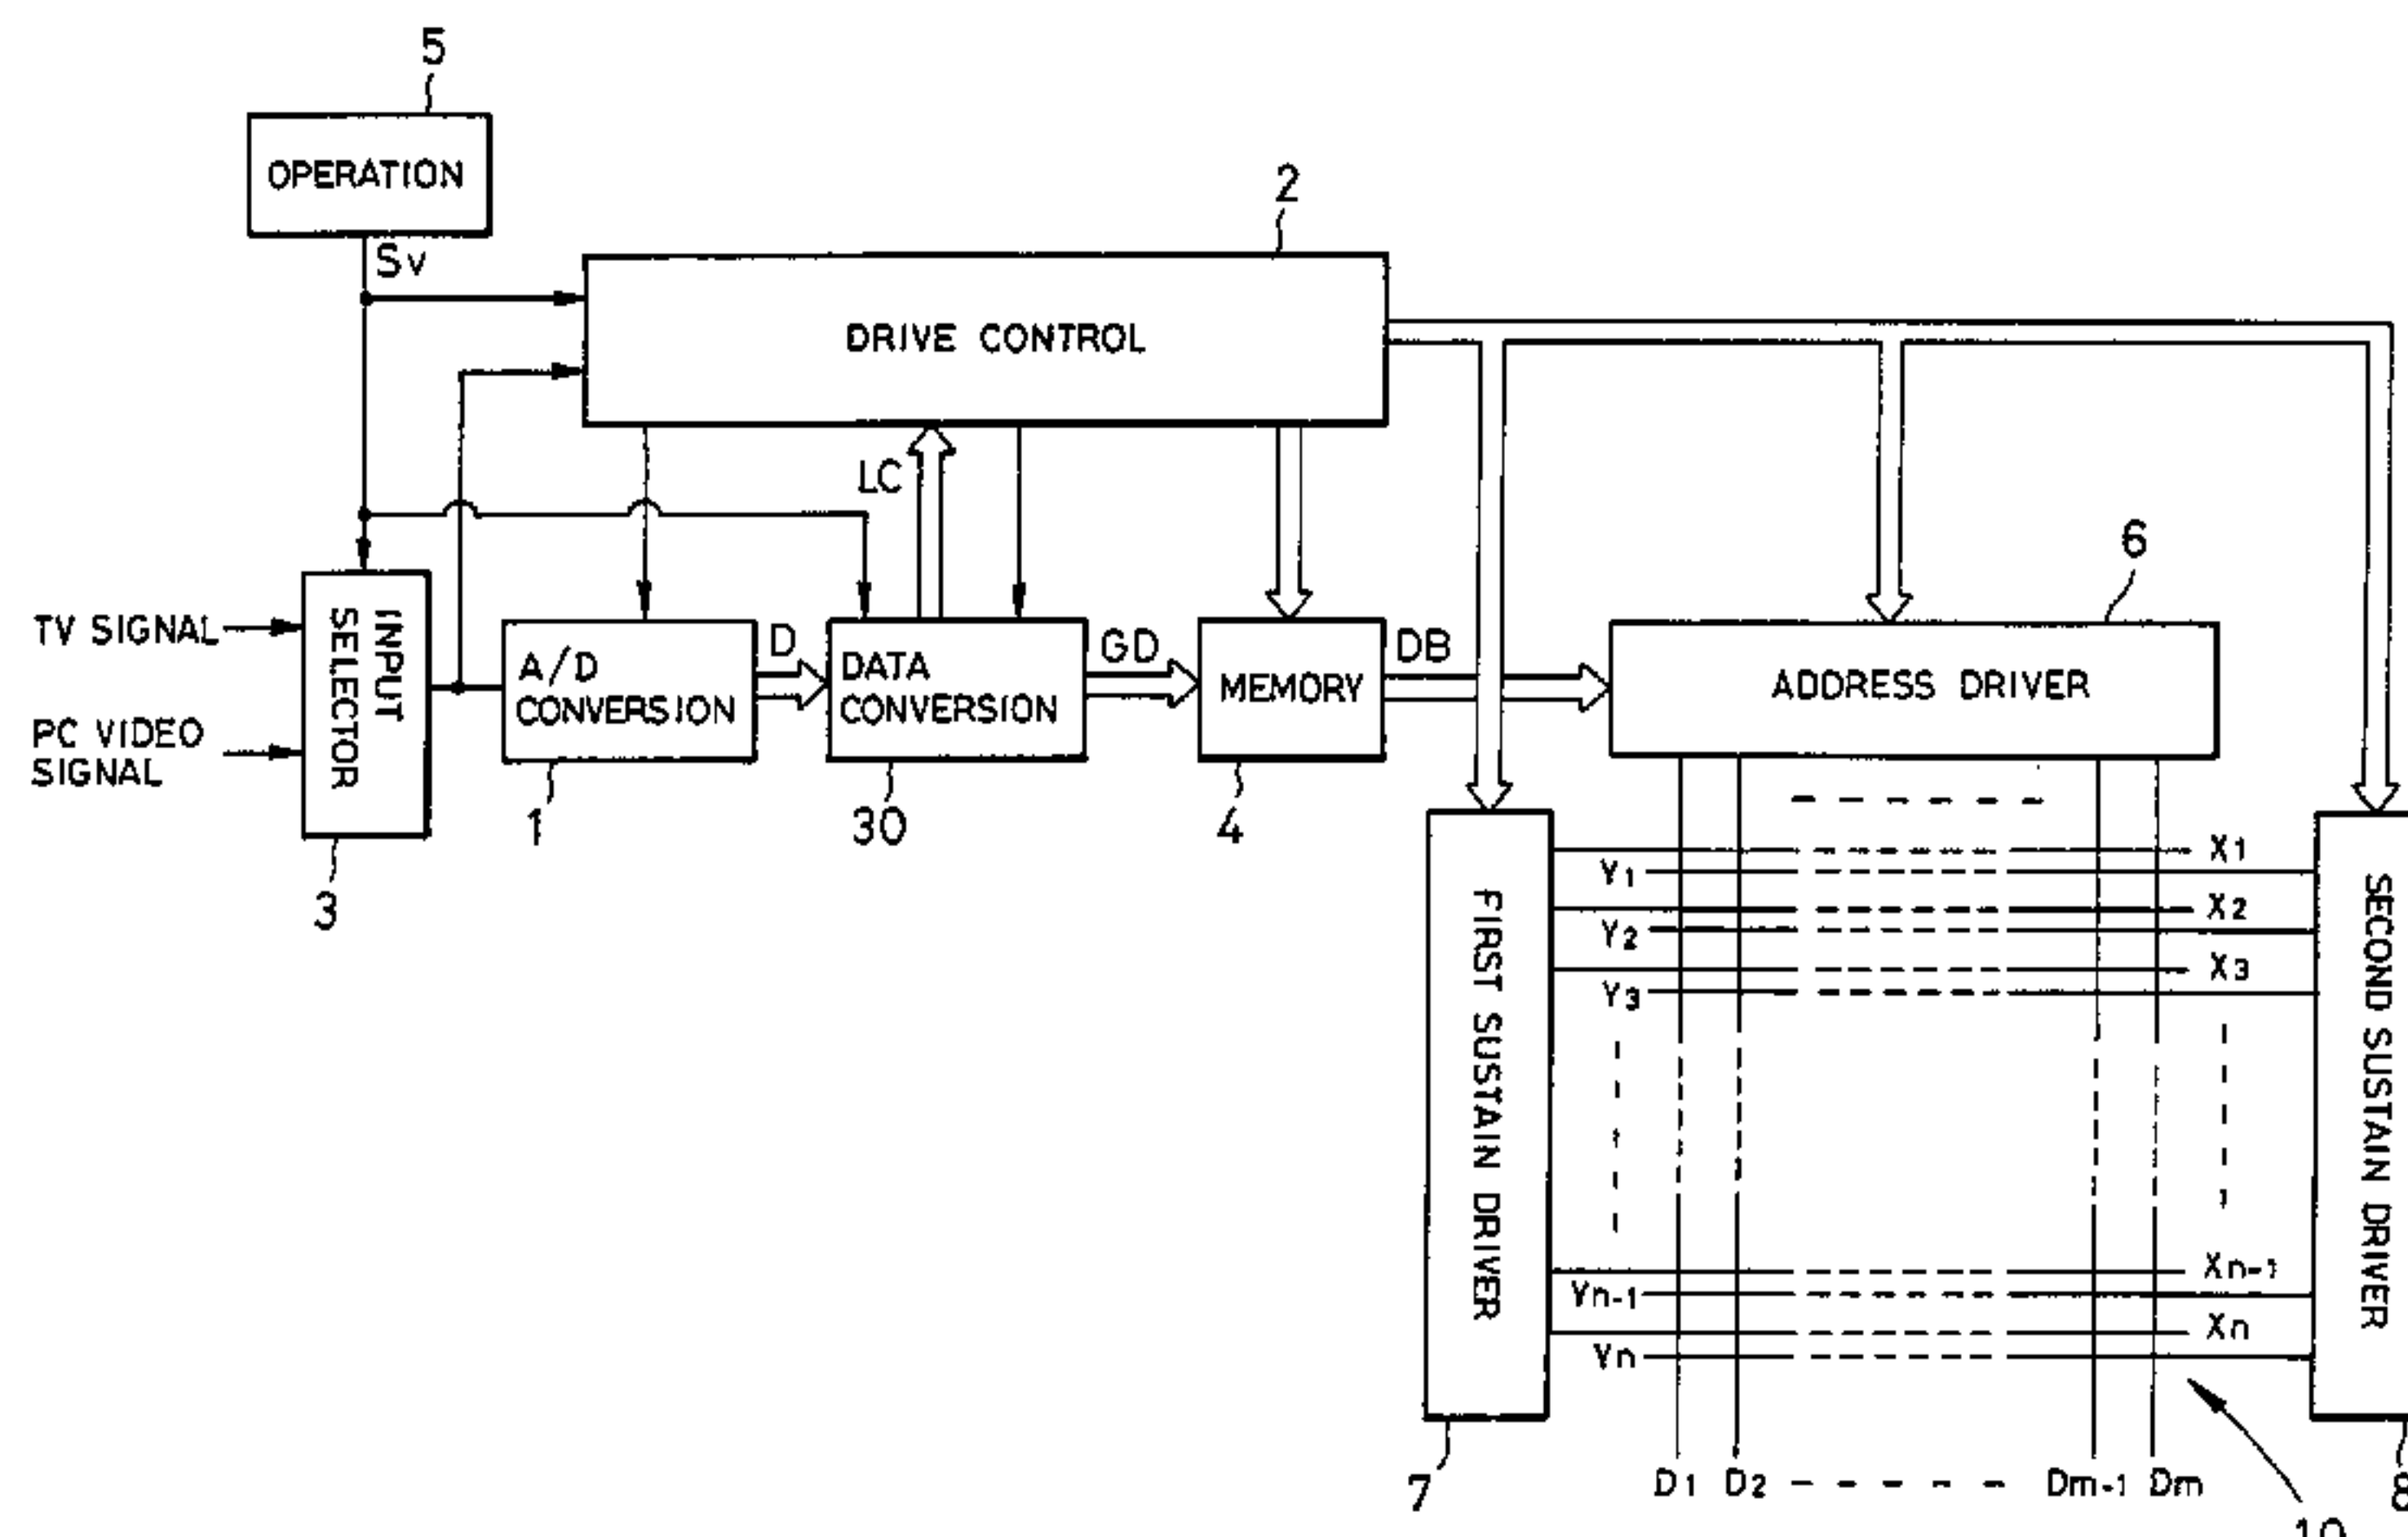 5
OPERATION
Sv
2
DRIVE CONTROL
LC
6
TV SIGNAL
PC VIDEO
SIGNAL
INPUT
SELECTOR
3
A/D
CONVERSION
1
D
DATA
CONVERSION
30
GD
MEMORY
4
DB
ADDRESS DRIVER
FIRST SUSTAIN DRIVER
7
X1
Y1
X2
Y2
X3
Y3
Xn-1
Yn-1
Xn
Yn
SECOND SUSTAIN DRIVER
8
D1 D2 Dm-1 Dm
10